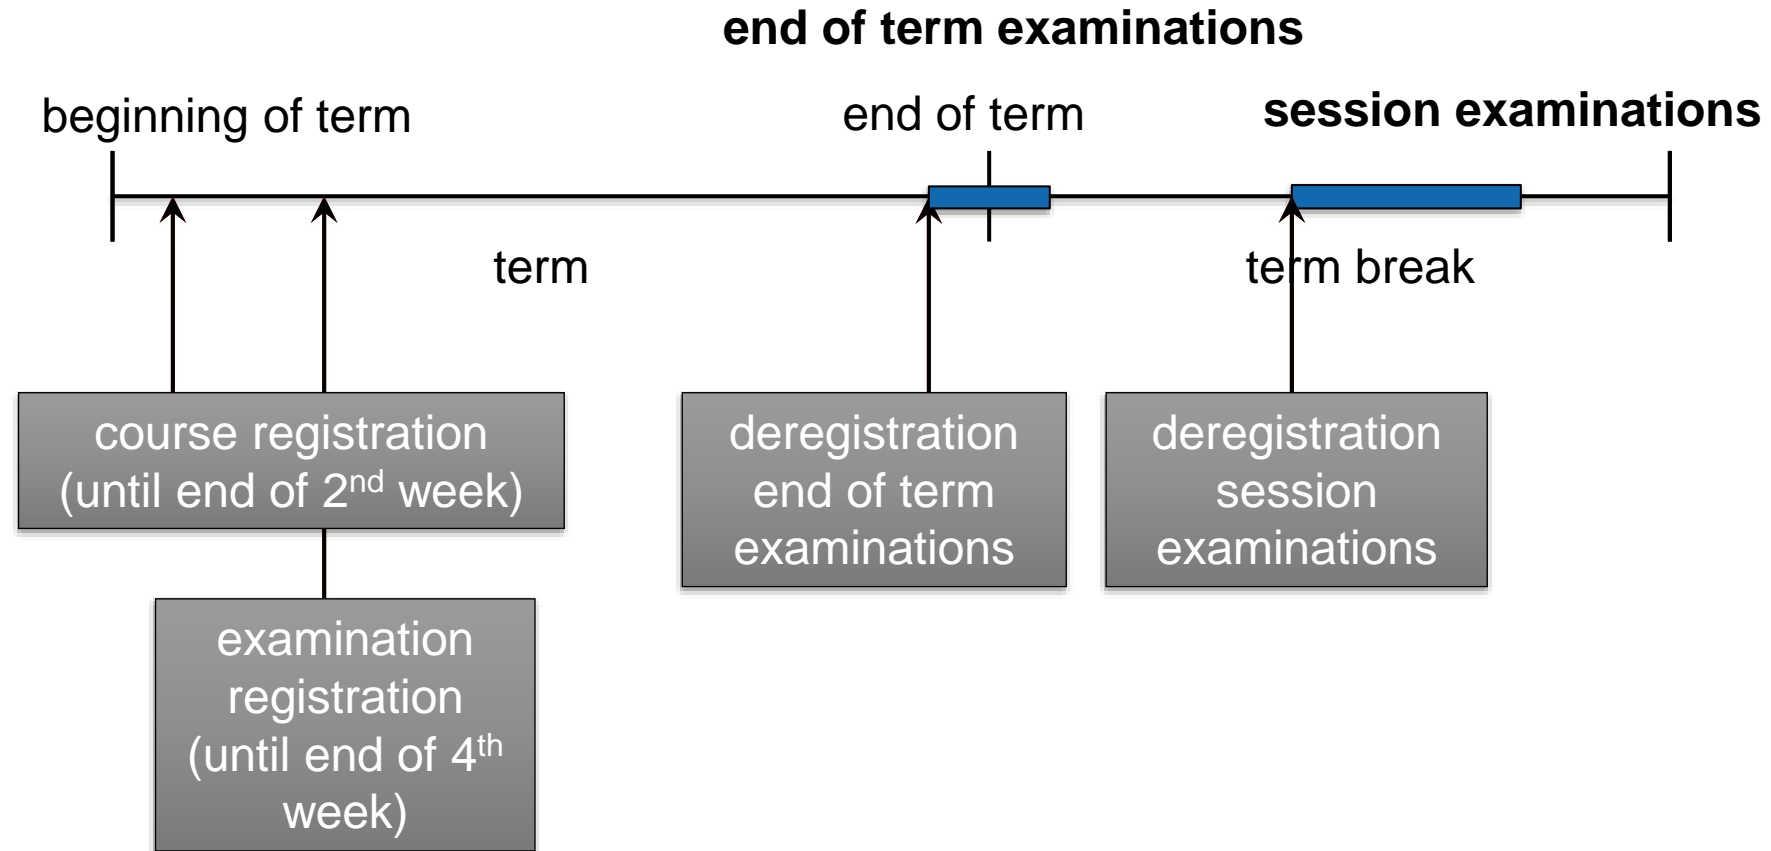 end of term examinations
beginning of term
end of term
session examinations
term
term break
course registration
(until end of 2nd week)
deregistration
end of term
examinations
deregistration
session
examinations
examination
registration
(until end of 4th
week)